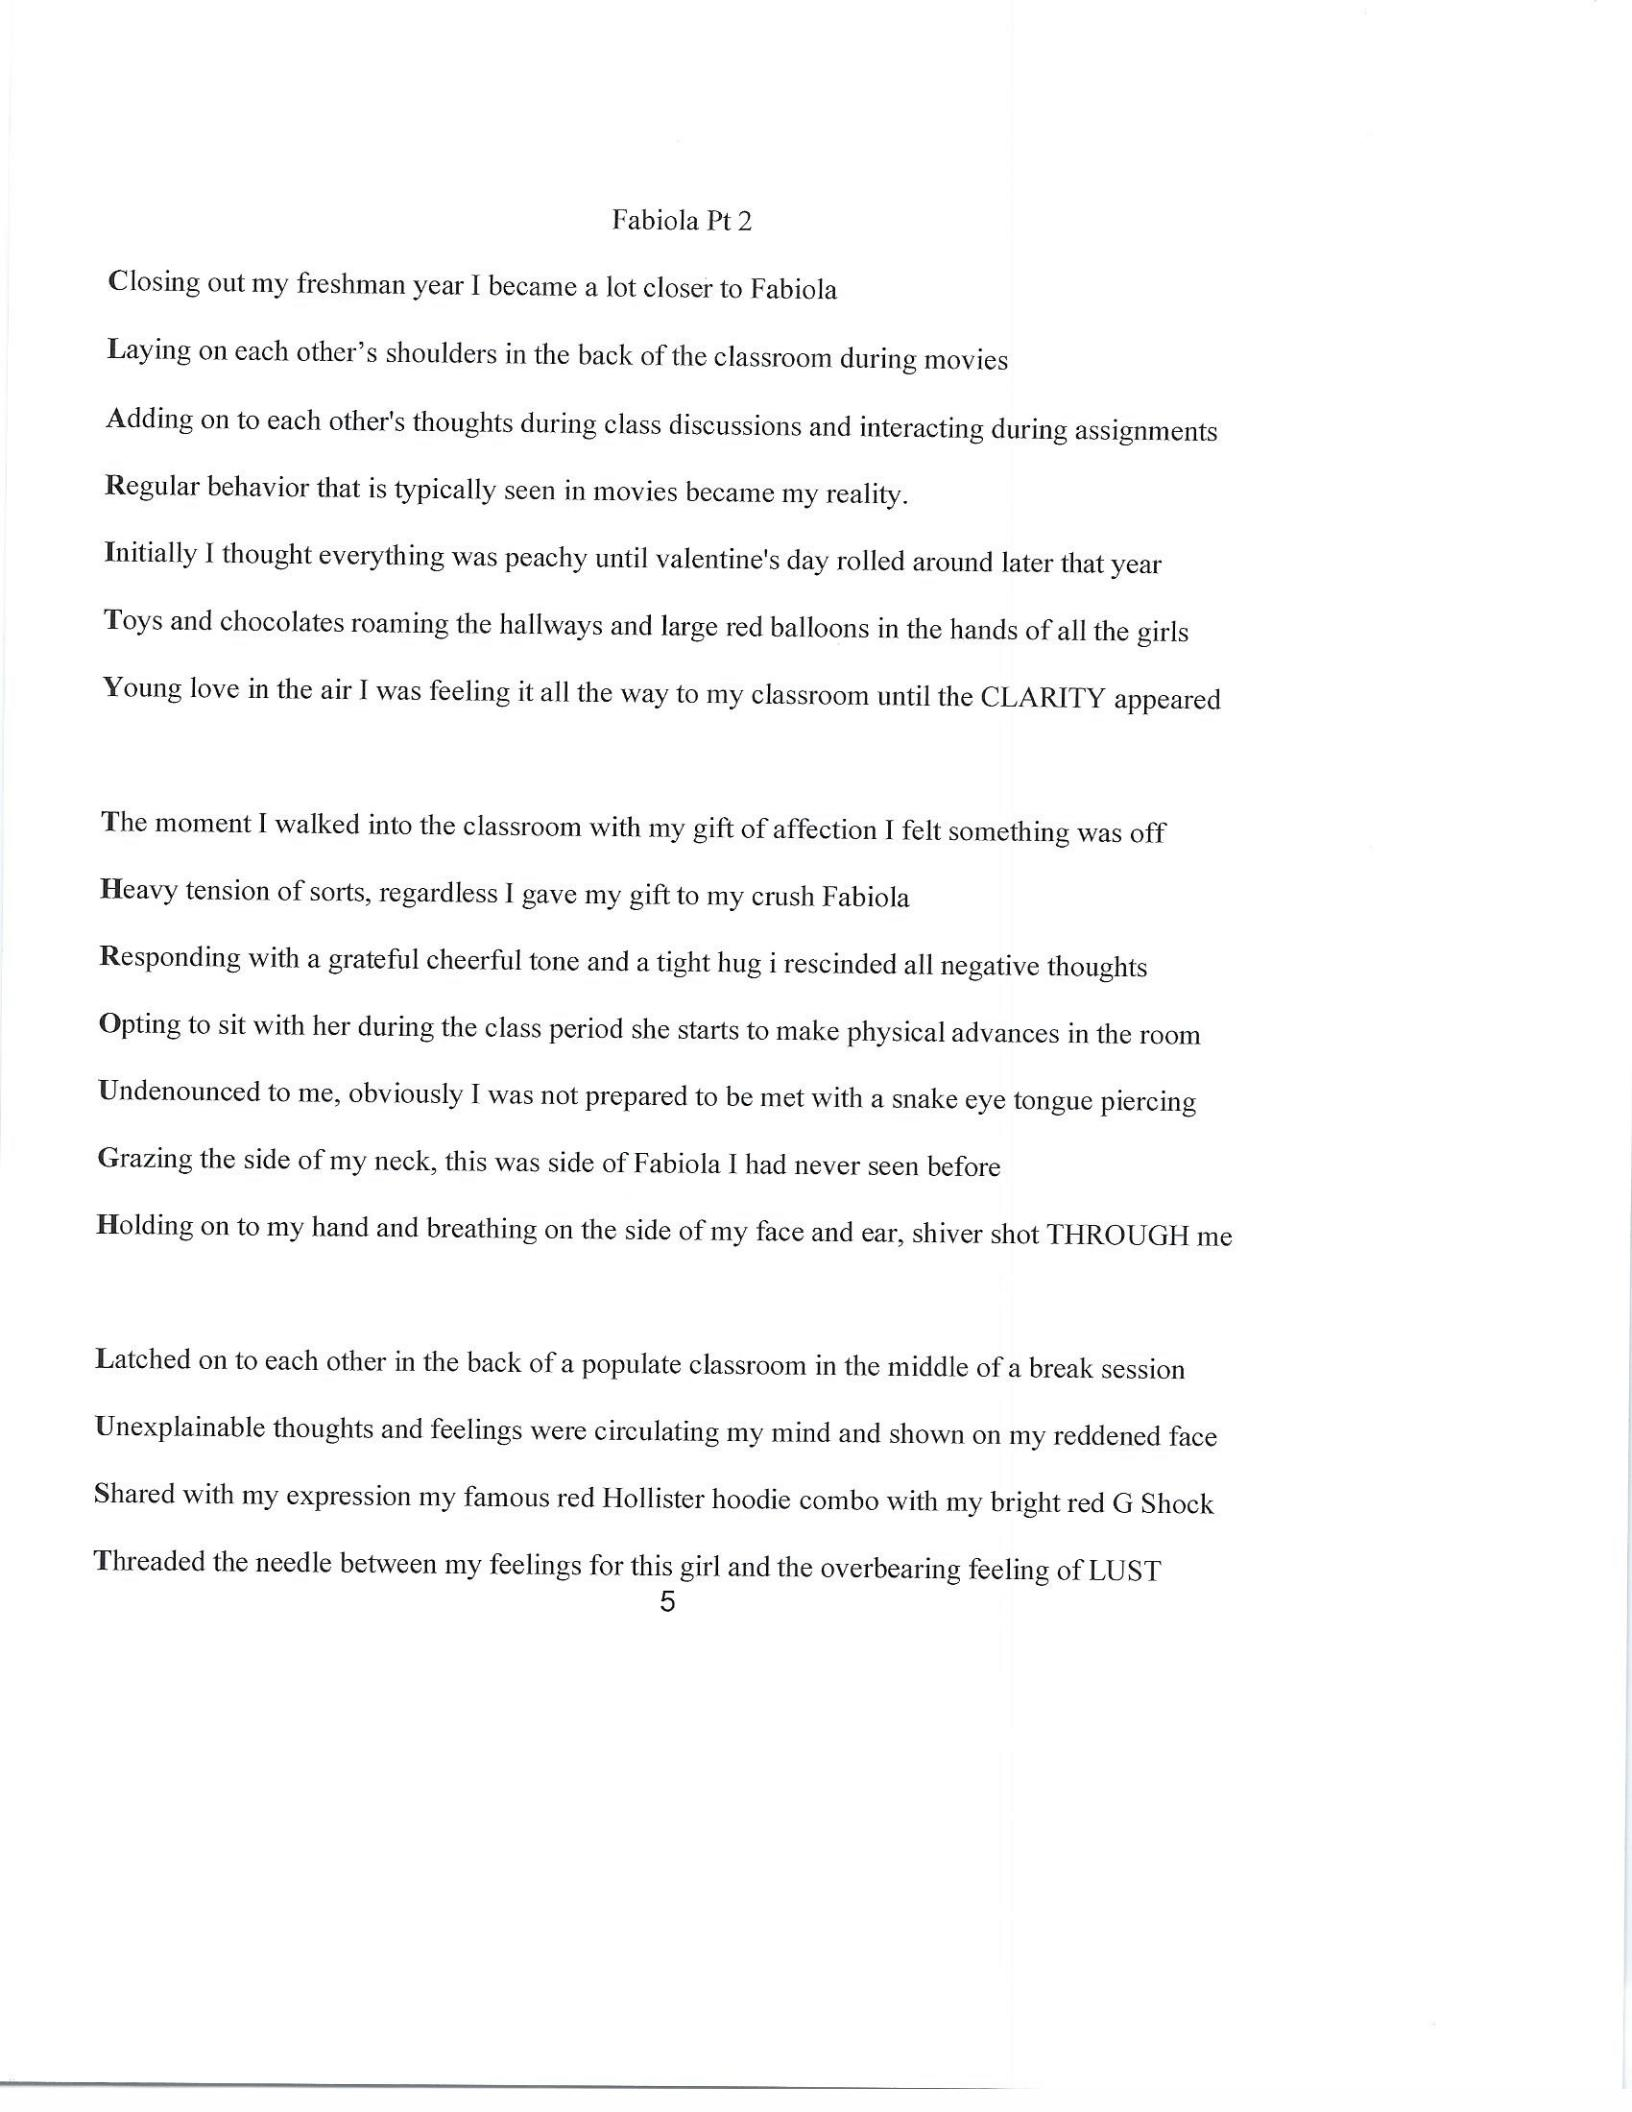 Fabiola Pt 2
Closing out my freshman year I became a lot closer to Fabiola
Laying on each other’s shoulders in the back of the classroom during movies
Adding on to each other's thoughts during class discussions and interacting during assignments
Regular behavior that is typically seen in movies became my reality.
Initially I thought everything was peachy until valentine's day rolled around later that year
Toys and chocolates roaming the hallways and large red balloons in the hands of all the girls
Young love in the air I was feeling it all the way to my classroom until the CLARITY appeared
The moment I walked into the classroom with my gift of affection I felt something was off
Heavy tension of sorts, regardless I gave my gift to my crush Fabiola
Responding with a grateful cheerful tone and a tight hug i rescinded all negative thoughts
Opting to sit with her during the class period she starts to make physical advances in the room
Undenounced to me, obviously I was not prepared to be met with a snake eye tongue piercing
Grazing the side of my neck, this was side of Fabiola I had never seen before
Holding on to my hand and breathing on the side of my face and ear, shiver shot THROUGH me
Latched on to each other in the back of a populate classroom in the middle of a break session
Unexplainable thoughts and feelings were circulating my mind and shown on my reddened face
Shared with my expression my famous red Hollister hoodie combo with my bright red G Shock
Threaded the needle between my feelings for this girl and the overbearing feeling of LUST
5